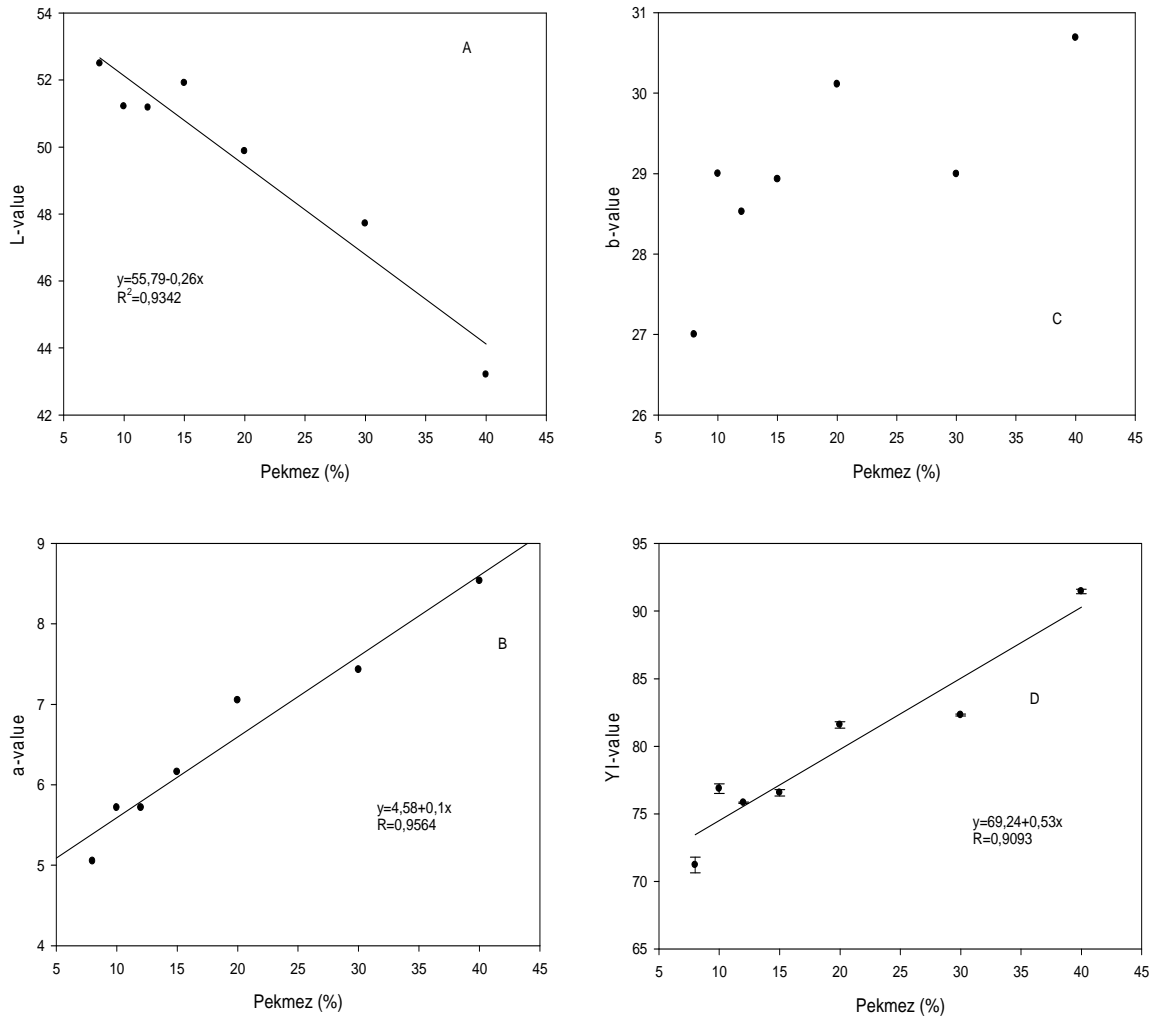 54
52
50
48
46
44
42
L-value
A
y=55,79-0,26x
R2=0,9342
5 10 15 20 25 30 35 40 45
Pekmez (%)
31
30
29
28
27
26
b-value
C
5 10 15 20 25 30 35 40 45
Pekmez (%)
9
8
7
6
5
4
a-value
B
y=4,58+0,1x
R=0,9564
5 10 15 20 25 30 35 40 45
Pekmez (%)
95
90
85
80
75
70
65
YI-value
D
y=69,24+0,53x
R=0,9093
5 10 15 20 25 30 35 40 45
Pekmez (%)